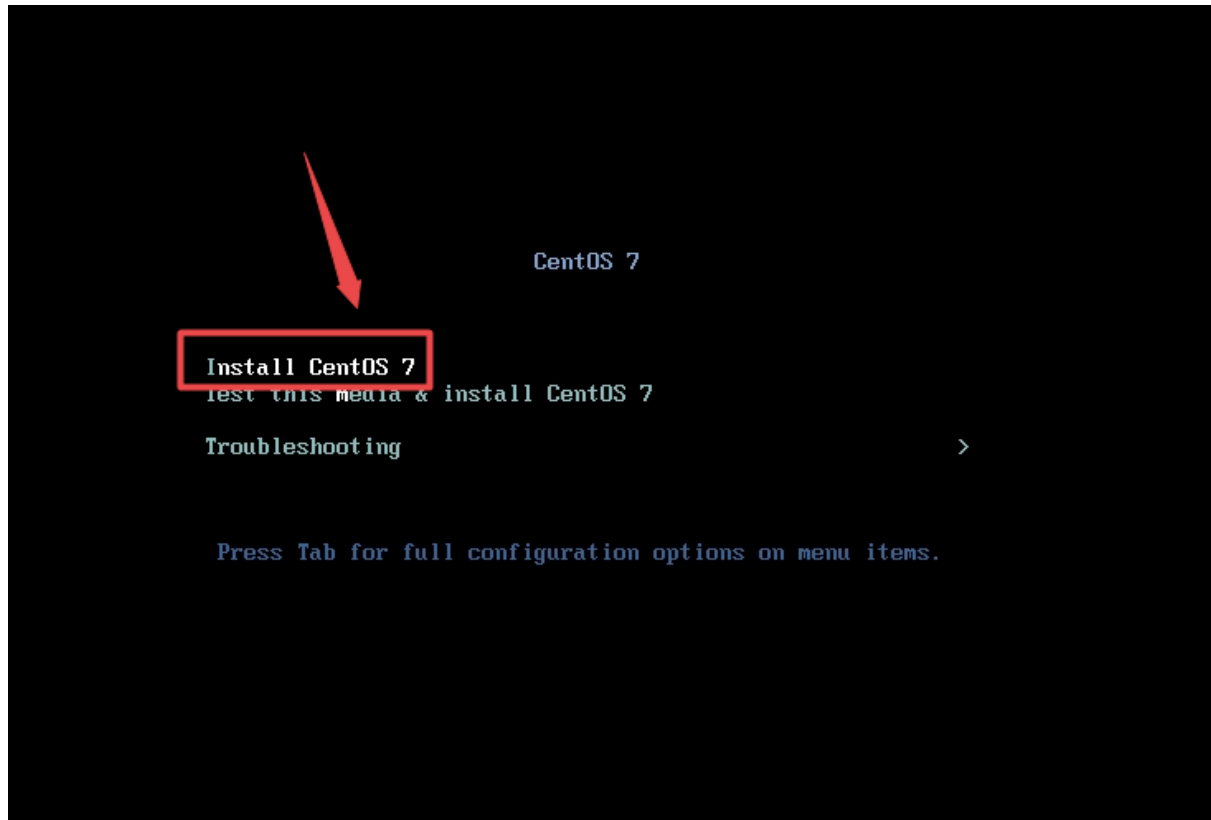 CentOS 7
Install CentOS 7
Test this media & install CentOS 7
Troubleshooting >
Press Tab for full configuration options on menu items.